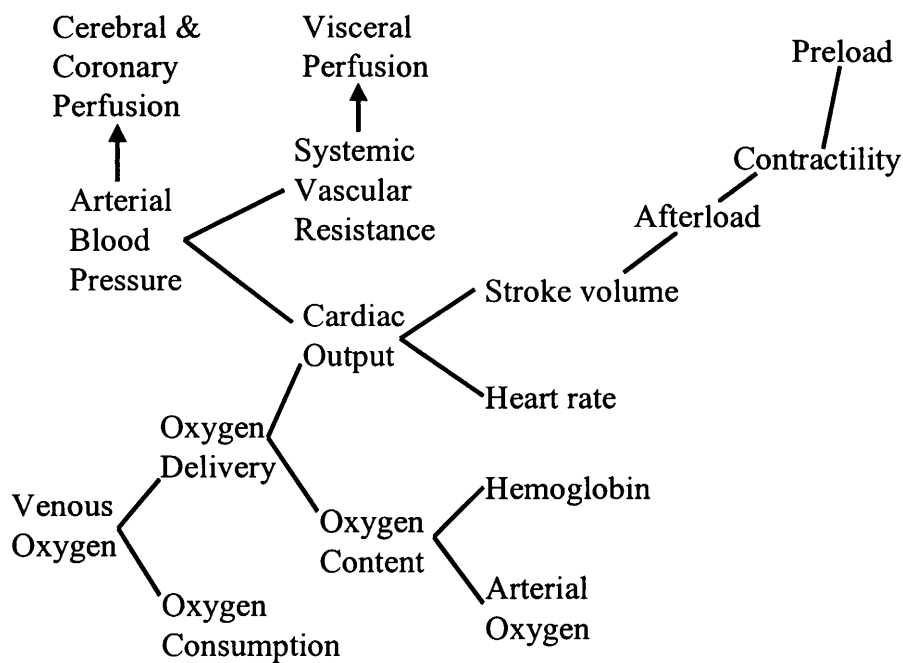 Cerebral &
Coronary
Perfusion
Visceral
Perfusion
Preload
Systemic
Vascular
Resistance
Contractility
Arterial
Blood
Pressure
Afterload
Stroke volume
Cardiac
Output
Heart rate
Oxygen
Delivery
Hemoglobin
Venous
Oxygen
Oxygen
Content
Arterial
Oxygen
Oxygen
Consumption